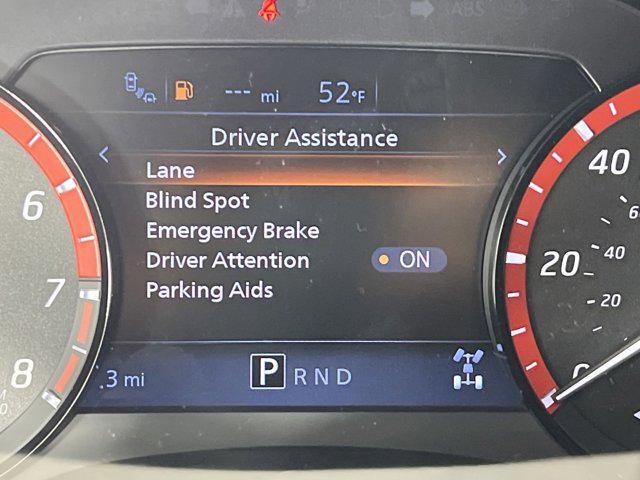 ABS
--- mi 52°F
Driver Assistance
Lane
Blind Spot
Emergency Brake
Driver Attention ON
Parking Aids
.3 mi P R N D
6
7
8
40
20
0
40
20